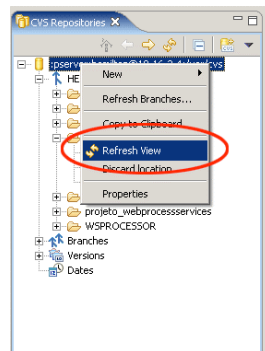 CVS Repositories
New
HE
Refresh Branches...
Copy to Clipboard
Refresh View
Discard location
Properties
projeto_webprocessservices
WSPROCESSOR
Branches
Versions
Dates